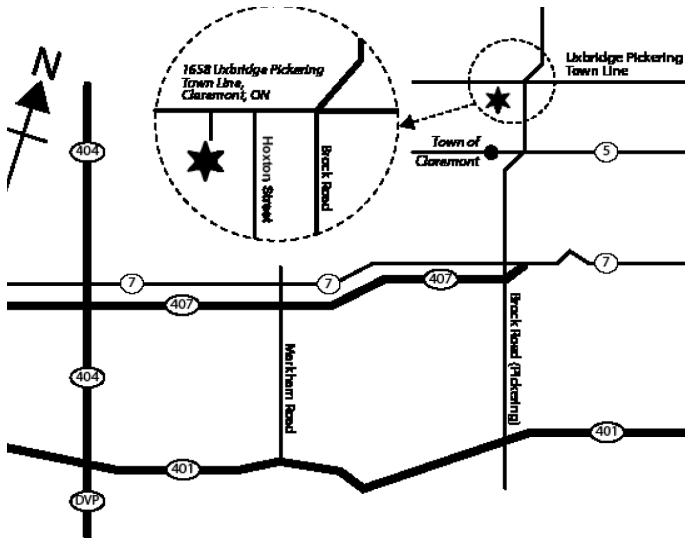 N
1658 Uxbridge Pickering
Town Line,
Claremont, ON
Uxbridge Pickering
Town Line
404
Hoxton Street
Brock Road
Town of
Claremont
5
7
7
7
407
407
Markham Road
Brock Road (Pickering)
404
401
401
DVP